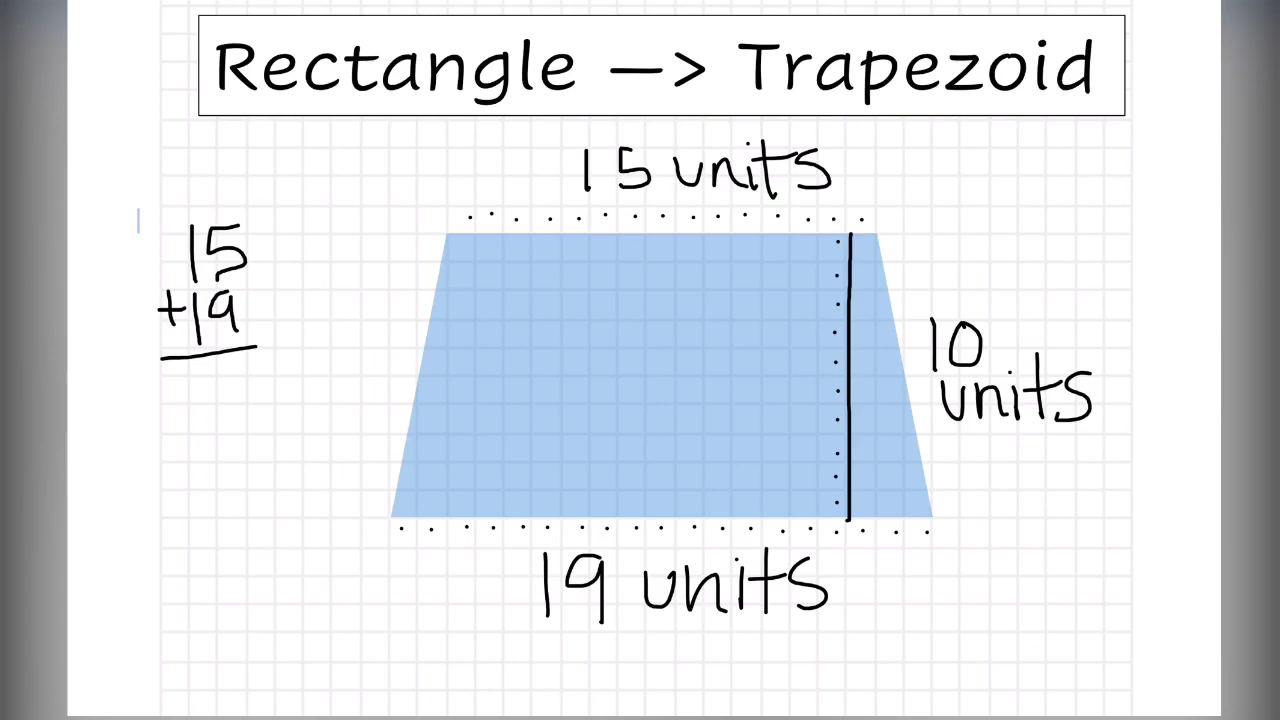 Rectangle —> Trapezoid
15 units
15
+19
10
units
19 units